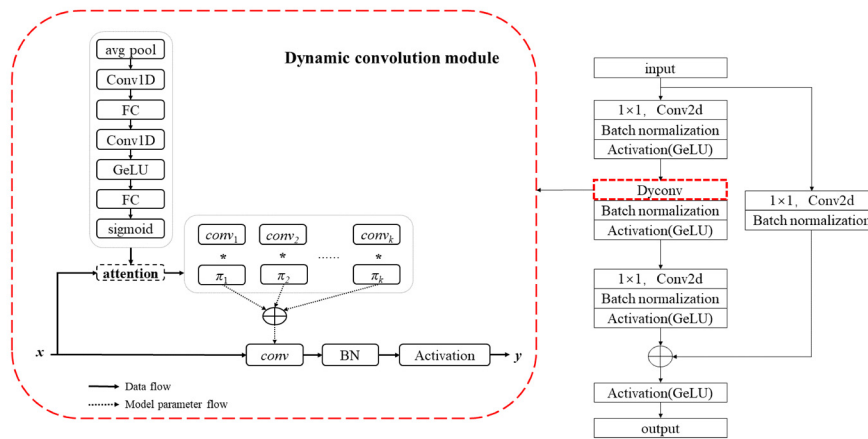 Dynamic convolution module
avg pool
Conv1D
FC
Conv1D
GeLU
FC
sigmoid
attention
conv1 conv2 convk
* * ...... *
π1 π2 πk
x conv BN Activation y
Data flow
Model parameter flow
input
1×1, Conv2d
Batch normalization
Activation(GeLU)
Dyconv
Batch normalization
Activation(GeLU)
1×1, Conv2d
Batch normalization
Activation(GeLU)
1×1, Conv2d
Batch normalization
Activation(GeLU)
output